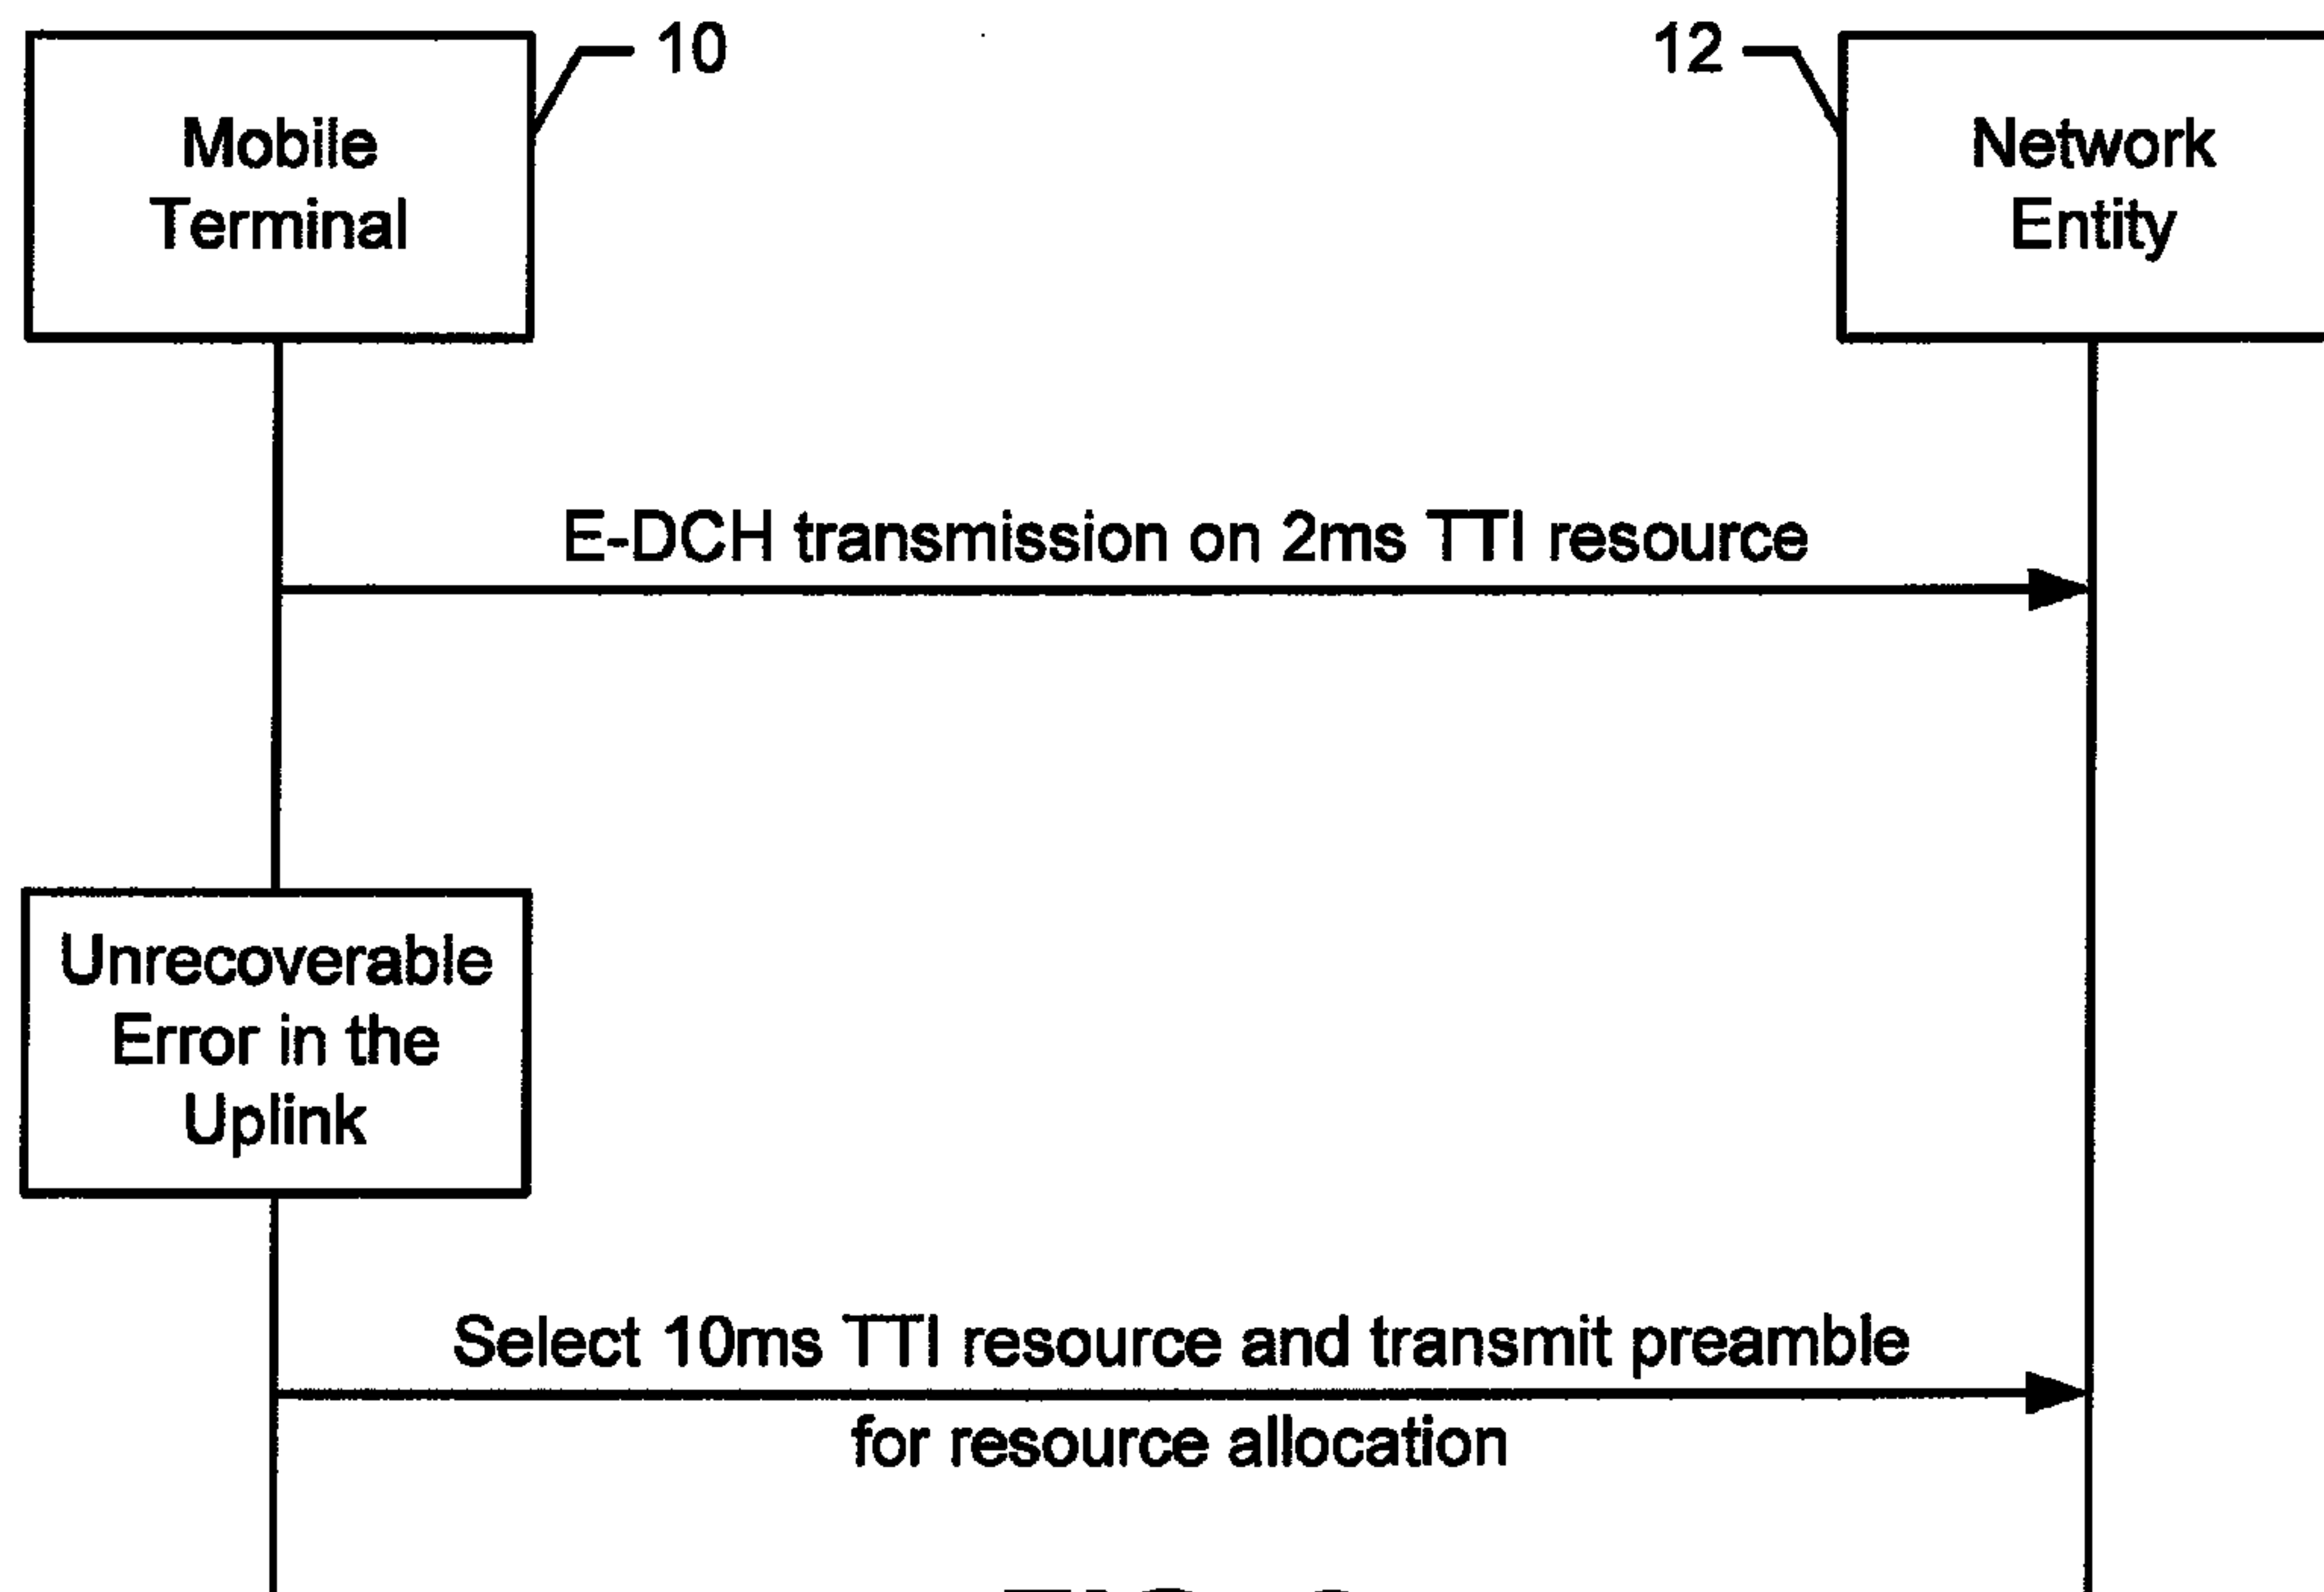 10
12
Mobile
Terminal
Network
Entity
E-DCH transmission on 2ms TTI resource
Unrecoverable
Error in the
Uplink
Select 10ms TTI resource and transmit preamble
for resource allocation